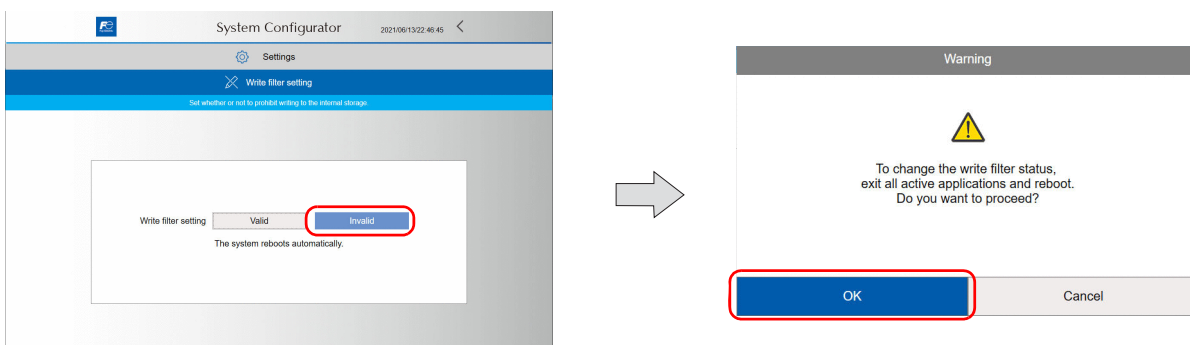 System Configurator
2021/06/13/22:46:45
Settings
Write filter setting
Set whether or not to prohibit writing to the internal storage.
Write filter setting
Valid
Invalid
The system reboots automatically.
Warning
To change the write filter status,
exit all active applications and reboot.
Do you want to proceed?
OK
Cancel